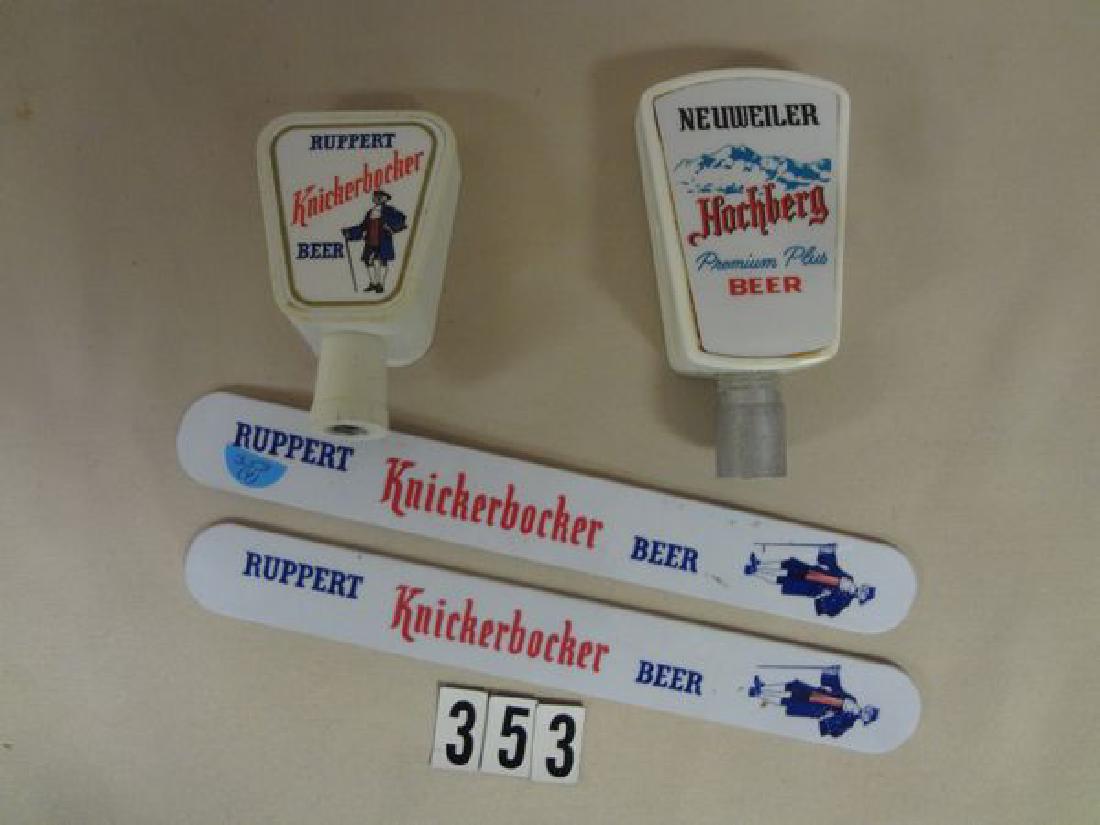 RUPPERT
Knickerbocker
BEER
NEUWEILER
Hochberg
Premium Plus
BEER
RUPPERT Knickerbocker BEER
RUPPERT Knickerbocker BEER
353